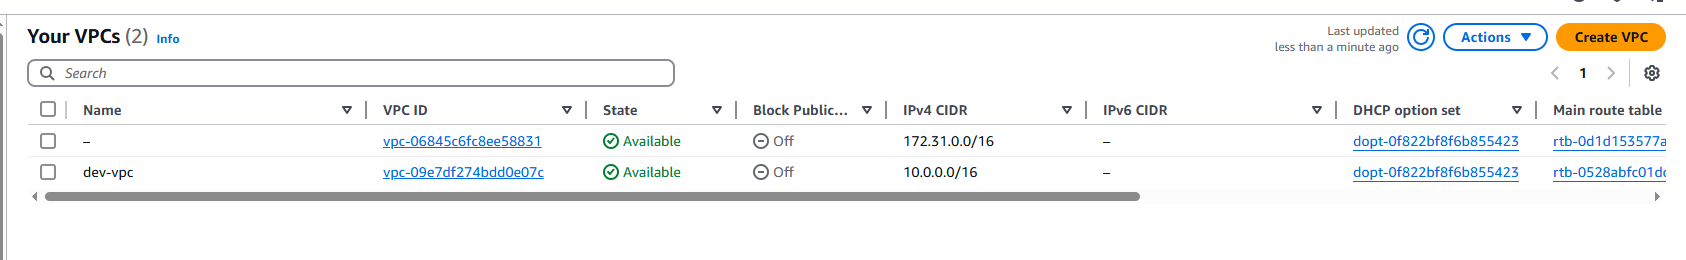 Your VPCs (2) Info
Last updated
less than a minute ago
Actions
Create VPC
Search
1
Name VPC ID State Block Public... IPv4 CIDR IPv6 CIDR DHCP option set Main route table
– vpc-06845c6fc8ee58831 Available Off 172.31.0.0/16 – dopt-0f822bf8f6b855423 rtb-0d1d153577a
dev-vpc vpc-09e7df274bdd0e07c Available Off 10.0.0.0/16 – dopt-0f822bf8f6b855423 rtb-0528abfc01dc